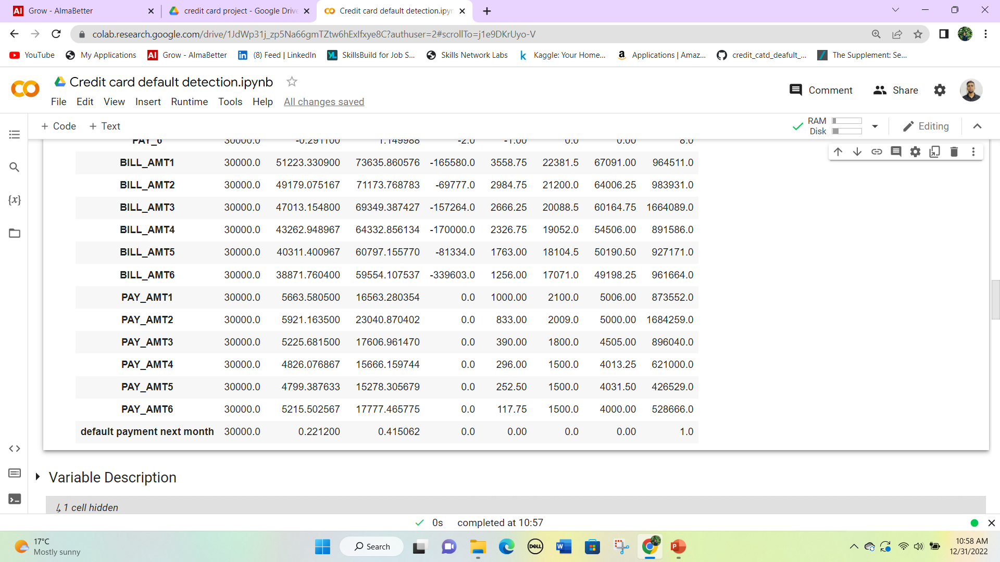 Grow - AlmaBetter
credit card project - Google Drive
Credit card default detection.ipyn
colab.research.google.com/drive/1JdWp31j_zp5Na66gmTZtw6hExIfxye8C?authuser=2#scrollTo=j1e9DKrUyo-V
YouTube My Applications Grow - AlmaBetter (8) Feed | LinkedIn SkillsBuild for Job S... Skills Network Labs Kaggle: Your Home... Applications | Amaz... credit_catd_deafult_... The Supplement: Se...
Credit card default detection.ipynb
Comment Share
File Edit View Insert Runtime Tools Help All changes saved
+ Code + Text RAM Disk Editing
PAY_6 30000.0 -0.291100 1.149988 -2.0 -1.00 0.0 0.00 8.0
BILL_AMT1 30000.0 51223.330900 73635.860576 -165580.0 3558.75 22381.5 67091.00 964511.0
BILL_AMT2 30000.0 49179.075167 71173.768783 -69777.0 2984.75 21200.0 64006.25 983931.0
BILL_AMT3 30000.0 47013.154800 69349.387427 -157264.0 2666.25 20088.5 60164.75 1664089.0
BILL_AMT4 30000.0 43262.948967 64332.856134 -170000.0 2326.75 19052.0 54506.00 891586.0
BILL_AMT5 30000.0 40311.400967 60797.155770 -81334.0 1763.00 18104.5 50190.50 927171.0
BILL_AMT6 30000.0 38871.760400 59554.107537 -339603.0 1256.00 17071.0 49198.25 961664.0
PAY_AMT1 30000.0 5663.580500 16563.280354 0.0 1000.00 2100.0 5006.00 873552.0
PAY_AMT2 30000.0 5921.163500 23040.870402 0.0 833.00 2009.0 5000.00 1684259.0
PAY_AMT3 30000.0 5225.681500 17606.961470 0.0 390.00 1800.0 4505.00 896040.0
PAY_AMT4 30000.0 4826.076867 15666.159744 0.0 296.00 1500.0 4013.25 621000.0
PAY_AMT5 30000.0 4799.387633 15278.305679 0.0 252.50 1500.0 4031.50 426529.0
PAY_AMT6 30000.0 5215.502567 17777.465775 0.0 117.75 1500.0 4000.00 528666.0
default payment next month 30000.0 0.221200 0.415062 0.0 0.00 0.0 0.00 1.0
Variable Description
1 cell hidden
0s completed at 10:57
17°C
Mostly sunny
Search
10:58 AM
12/31/2022